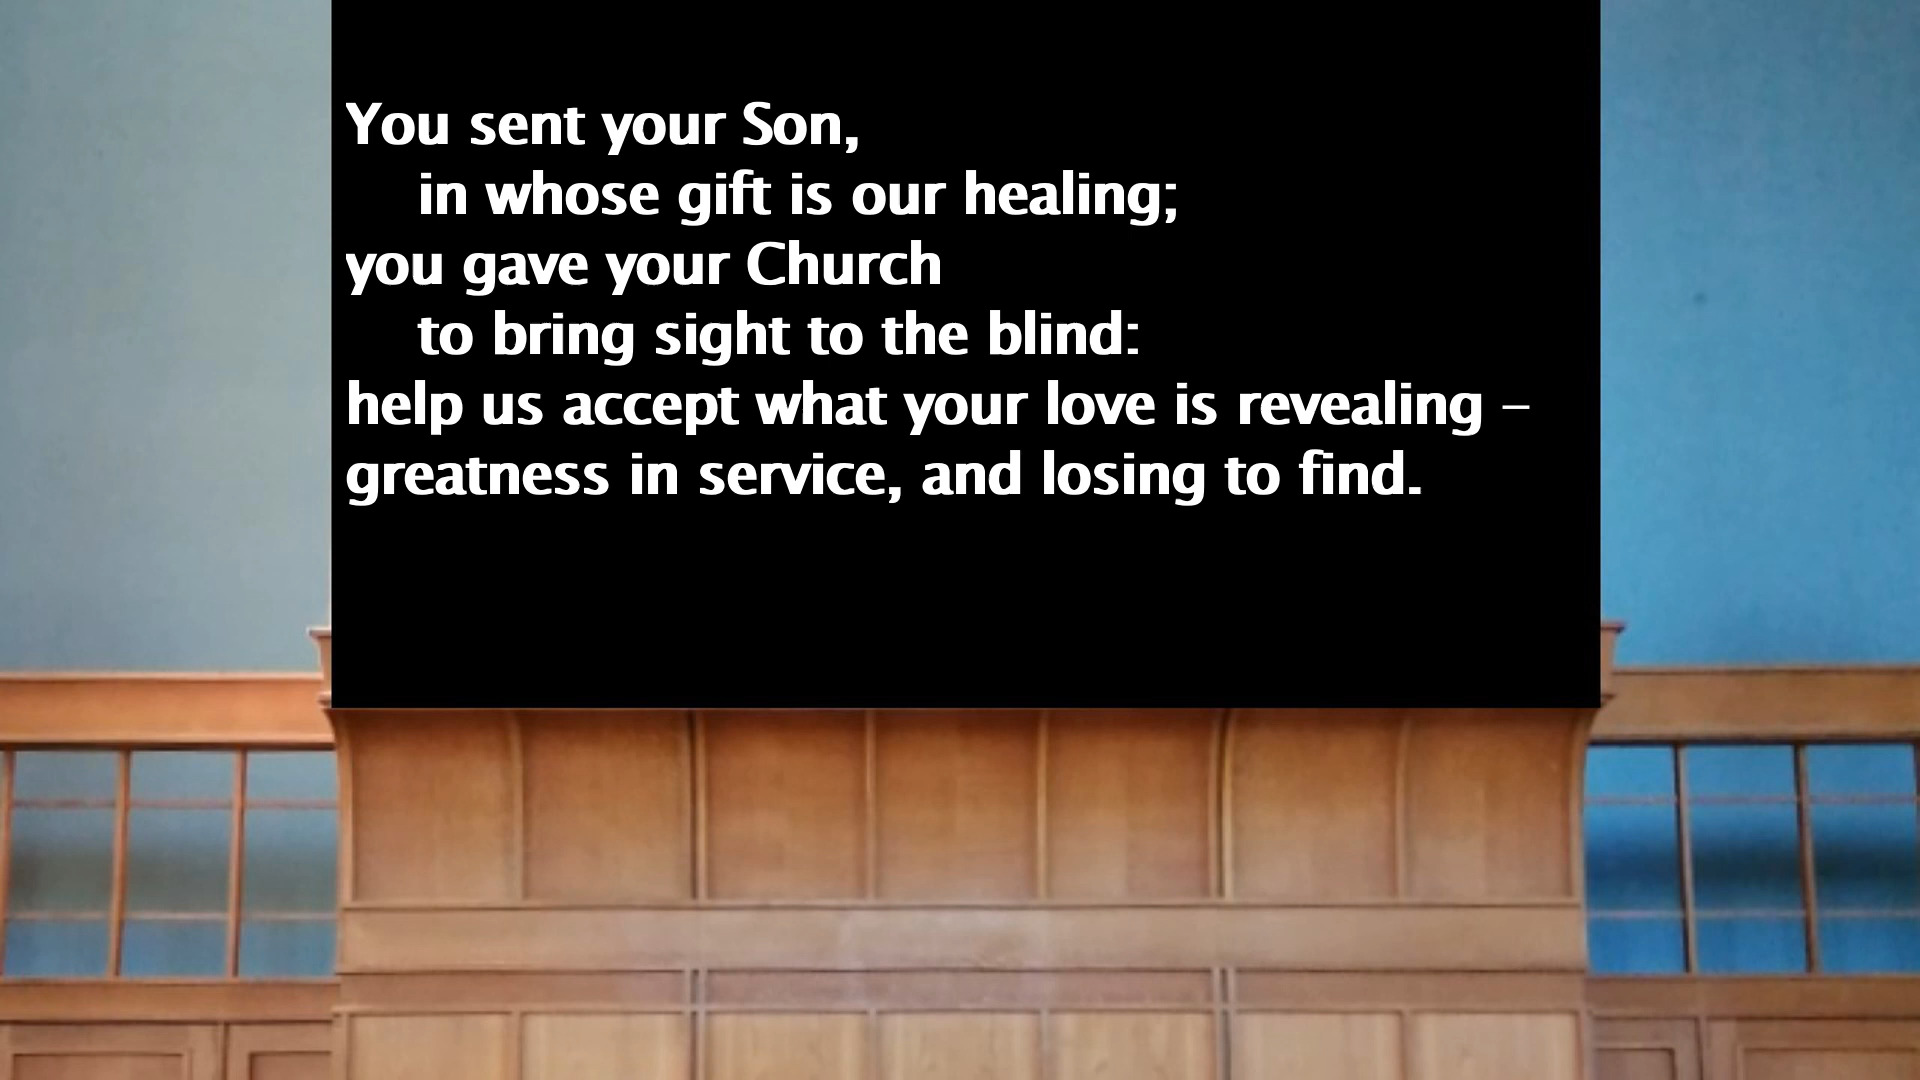 You sent your Son,
in whose gift is our healing;
you gave your Church
to bring sight to the blind:
help us accept what your love is revealing –
greatness in service, and losing to find.